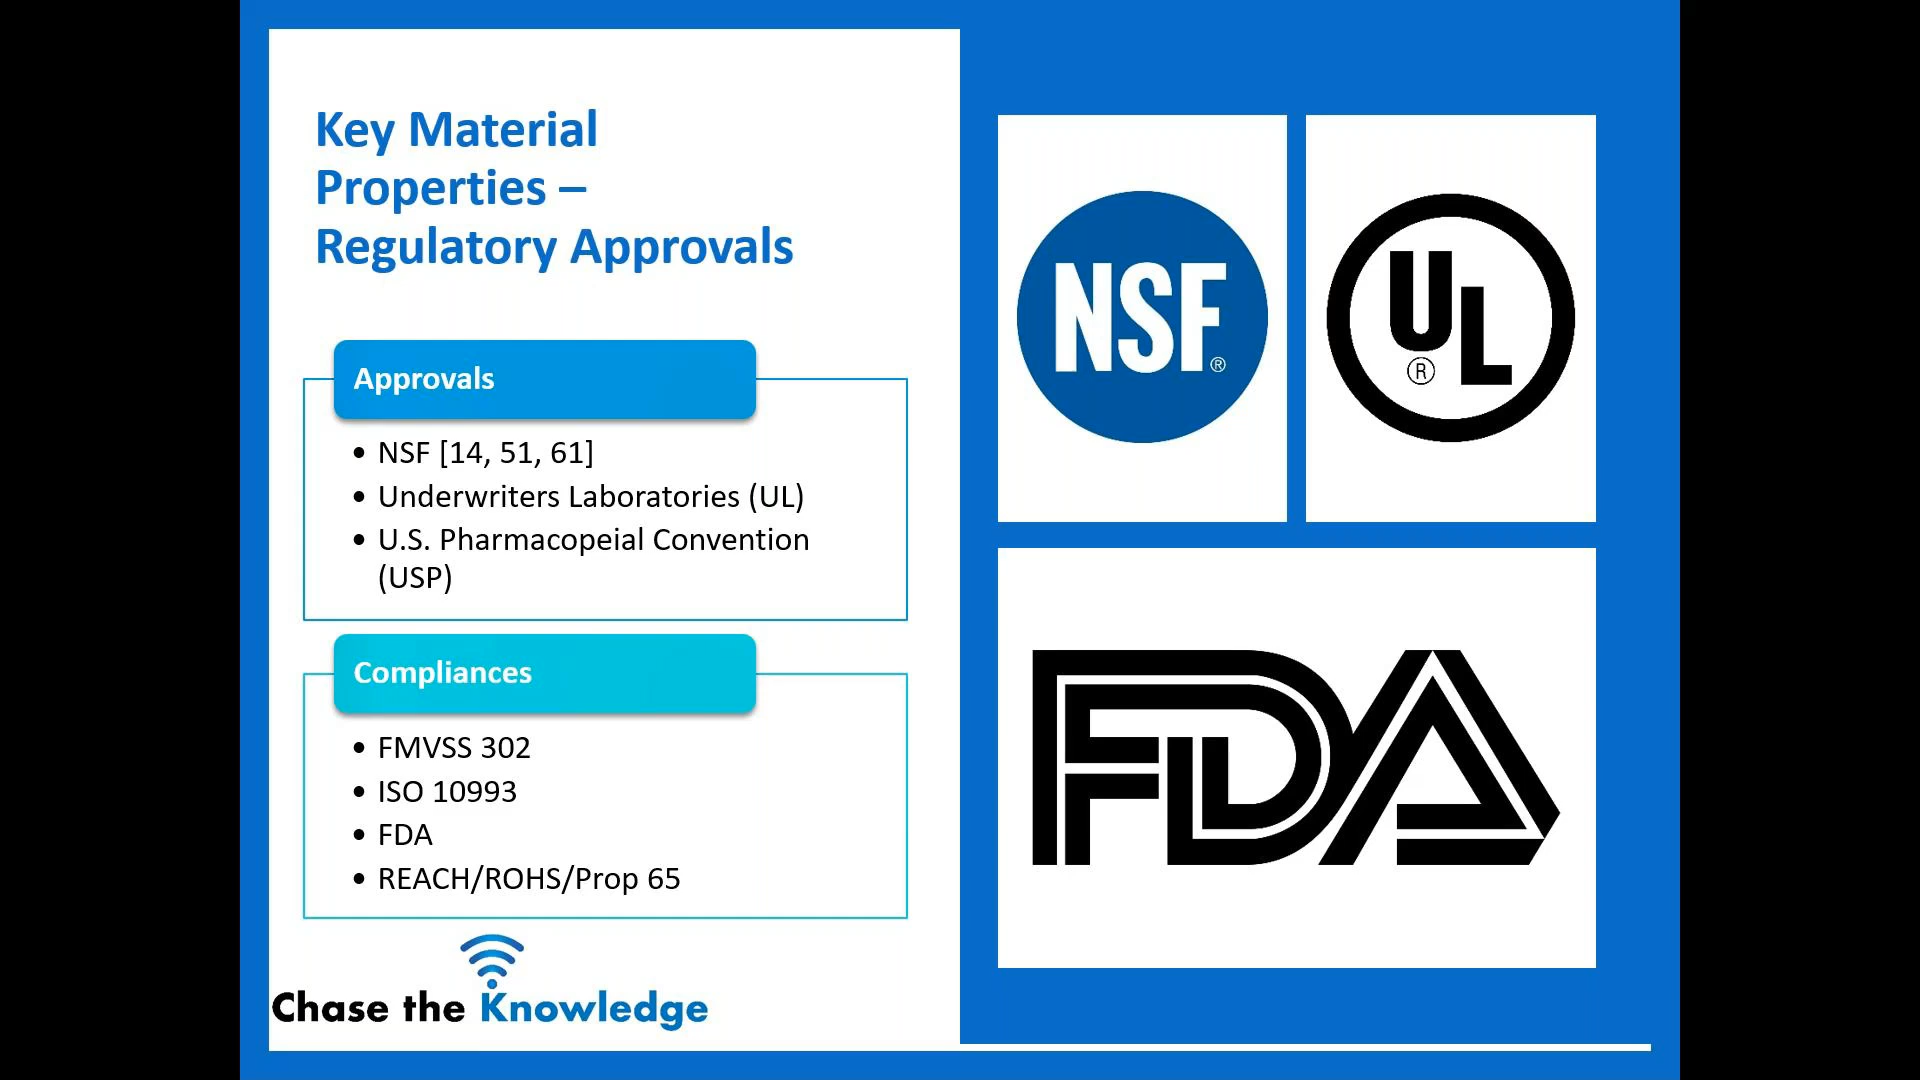 Key Material
Properties –
Regulatory Approvals
Approvals
• NSF [14, 51, 61]
• Underwriters Laboratories (UL)
• U.S. Pharmacopeial Convention
(USP)
Compliances
• FMVSS 302
• ISO 10993
• FDA
• REACH/ROHS/Prop 65
Chase the Knowledge
NSF®
UL
®
FDA